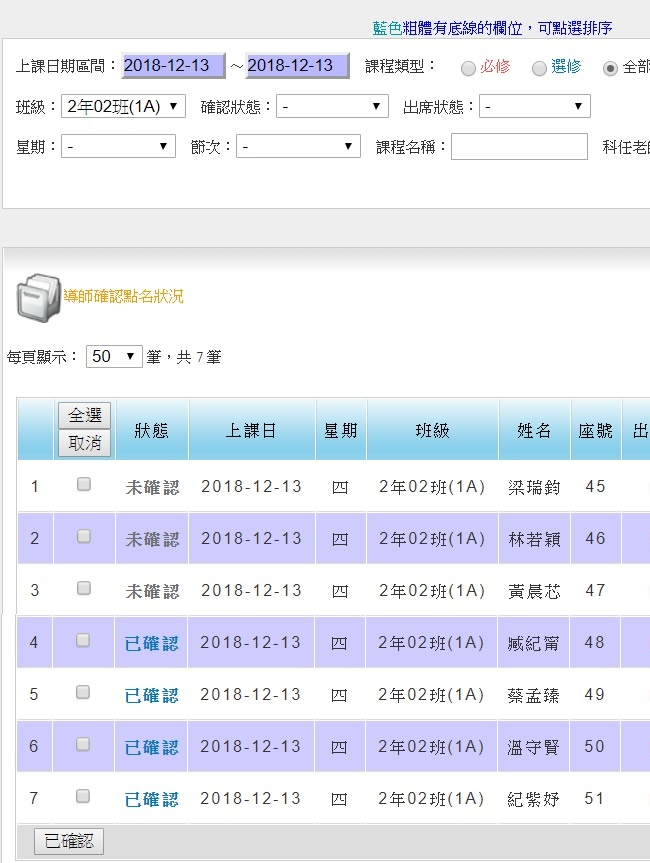 藍色粗體有底線的欄位，可點選排序
上課日期區間： 2018-12-13 ～ 2018-12-13 課程類型： 必修 選修 全部
班級： 2年02班(1A) 確認狀態： - 出席狀態： -
星期： - 節次： - 課程名稱： 科任老師
導師確認點名狀況
每頁顯示： 50 筆，共 7 筆
全選
取消 狀態 上課日 星期 班級 姓名 座號 出
1 未確認 2018-12-13 四 2年02班(1A) 梁瑞鈞 45
2 未確認 2018-12-13 四 2年02班(1A) 林若穎 46
3 未確認 2018-12-13 四 2年02班(1A) 黃晨芯 47
4 已確認 2018-12-13 四 2年02班(1A) 臧紀甯 48
5 已確認 2018-12-13 四 2年02班(1A) 蔡孟臻 49
6 已確認 2018-12-13 四 2年02班(1A) 溫守賢 50
7 已確認 2018-12-13 四 2年02班(1A) 紀紫妤 51
已確認